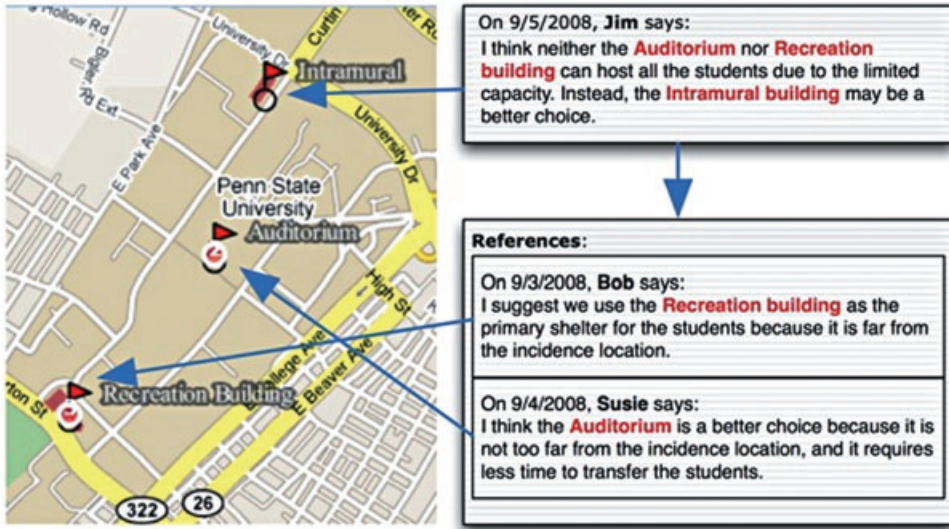 ng Hollow Rd
Bigler Rd Ext
University Dr
Curtin
E Park Ave
Intramural
University Dr
Penn State
University
Auditorium
High St
Recreation Building
E College Ave
E Beaver Ave
rton St
322
26
On 9/5/2008, Jim says:
I think neither the Auditorium nor Recreation
building can host all the students due to the limited
capacity. Instead, the Intramural building may be a
better choice.
References:
On 9/3/2008, Bob says:
I suggest we use the Recreation building as the
primary shelter for the students because it is far from
the incidence location.
On 9/4/2008, Susie says:
I think the Auditorium is a better choice because it is
not too far from the incidence location, and it requires
less time to transfer the students.